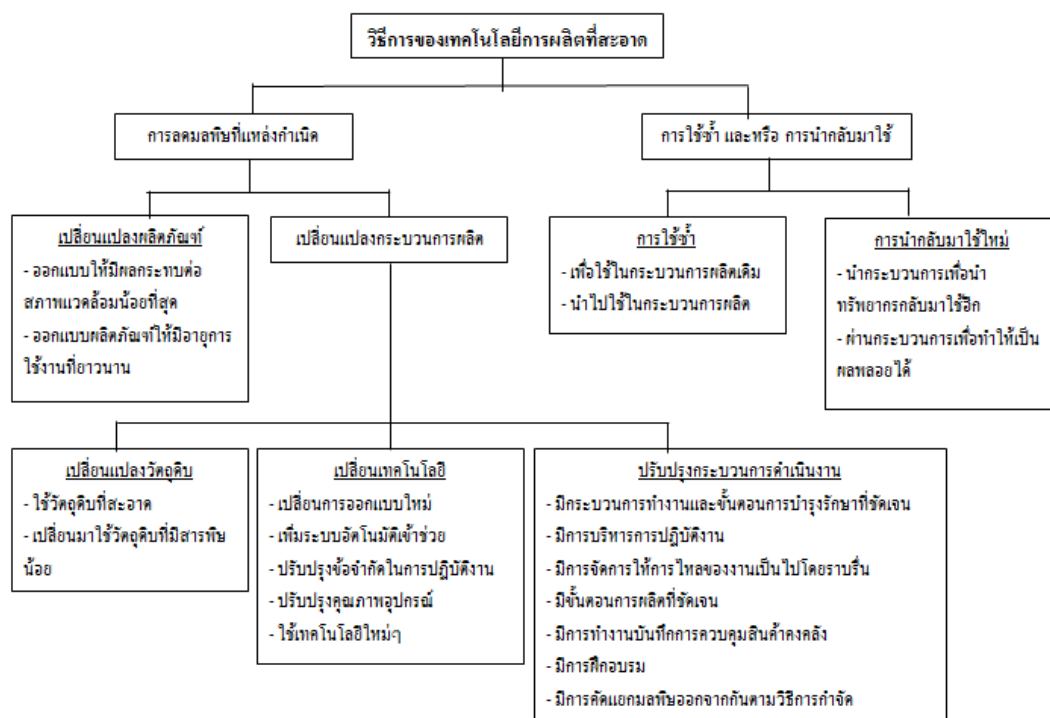 วิธีการของเทคโนโลยีการผลิตที่สะอาด
การลดมลพิษที่แหล่งกำเนิด
การใช้ซ้ำ และหรือ การนำกลับมาใช้
เปลี่ยนแปลงผลิตภัณฑ์
- ออกแบบให้มีผลกระทบต่อ
สภาพแวดล้อมน้อยที่สุด
- ออกแบบผลิตภัณฑ์ให้มีอายุการ
ใช้งานที่ยาวนาน
เปลี่ยนแปลงกระบวนการผลิต
การใช้ซ้ำ
- เพื่อใช้ในกระบวนการผลิตเดิม
- นำไปใช้ในกระบวนการผลิต
การนำกลับมาใช้ใหม่
- นำกระบวนการเพื่อนำ
ทรัพยากรกลับมาใช้อีก
- ผ่านกระบวนการเพื่อทำให้เป็น
ผลพลอยได้
เปลี่ยนแปลงวัตถุดิบ
- ใช้วัตถุดิบที่สะอาด
- เปลี่ยนมาใช้วัตถุดิบที่มีสารพิษ
น้อย
เปลี่ยนเทคโนโลยี
- เปลี่ยนการออกแบบใหม่
- เพิ่มระบบอัตโนมัติเข้าช่วย
- ปรับปรุงข้อจำกัดในการปฏิบัติงาน
- ปรับปรุงคุณภาพอุปกรณ์
- ใช้เทคโนโลยีใหม่ๆ
ปรับปรุงกระบวนการดำเนินงาน
- มีกระบวนการทำงานและขั้นตอนการบำรุงรักษาที่ชัดเจน
- มีการบริหารการปฏิบัติงาน
- มีการจัดการให้การไหลของงานเป็นไปโดยราบรื่น
- มีขั้นตอนการผลิตที่ชัดเจน
- มีการทำงานบันทึกการควบคุมสินค้าคงคลัง
- มีการฝึกอบรม
- มีการคัดแยกมลพิษออกจากกันตามวิธีการกำจัด